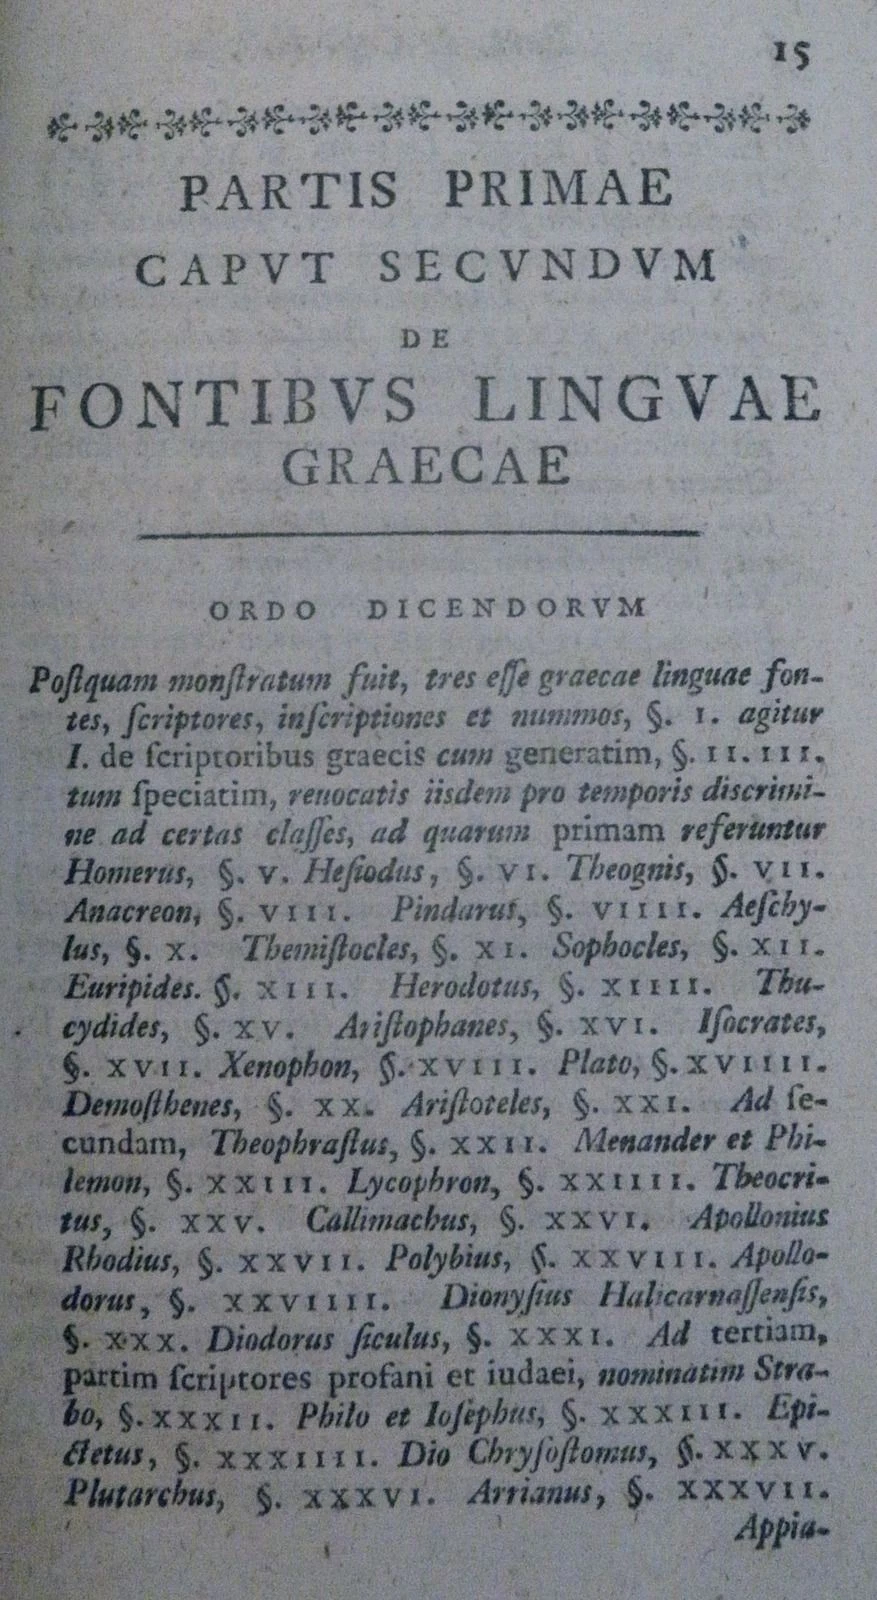 15
PARTIS PRIMAE
CAPVT SECVNDVM
DE
FONTIBVS LINGVAE
GRAECAE
ORDO DICENDORVM
Poſtquam monſtratum fuit, tres eſſe graecae linguae fon-
tes, ſcriptores, inſcriptiones et nummos, §. I. agitur
I. de ſcriptoribus graecis cum generatim, §. II. III.
tum ſpeciatim, reuocatis iisdem pro temporis discrimi-
ne ad certas claſſes, ad quarum primam referuntur
Homerus, §. V. Heſiodus, §. VI. Theognis, §. VII.
Anacreon, §. VIII. Pindarus, §. VIIII. Aeſchy-
lus, §. X. Themiſtocles, §. XI. Sophocles, §. XII.
Euripides. §. XIII. Herodotus, §. XIIII. Thu-
cydides, §. XV. Ariſtophanes, §. XVI. Iſocrates,
§. XVII. Xenophon, §. XVIII. Plato, §. XVIIII.
Demoſthenes, §. XX. Ariſtoteles, §. XXI. Ad ſe-
cundam, Theophraſtus, §. XXII. Menander et Phi-
lemon, §. XXIII. Lycophron, §. XXIIII. Theocri-
tus, §. XXV. Callimachus, §. XXVI. Apollonius
Rhodius, §. XXVII. Polybius, §. XXVIII. Apollo-
dorus, §. XXVIIII. Dionyſius Halicarnaſſenſis,
§. XXX. Diodorus ſiculus, §. XXXI. Ad tertiam,
partim ſcriptores profani et iudaei, nominatim Stra-
bo, §. XXXII. Philo et Ioſephus, §. XXXIII. Epi-
ctetus, §. XXXIIII. Dio Chryſoſtomus, §. XXXV.
Plutarchus, §. XXXVI. Arrianus, §. XXXVII.
Appia-